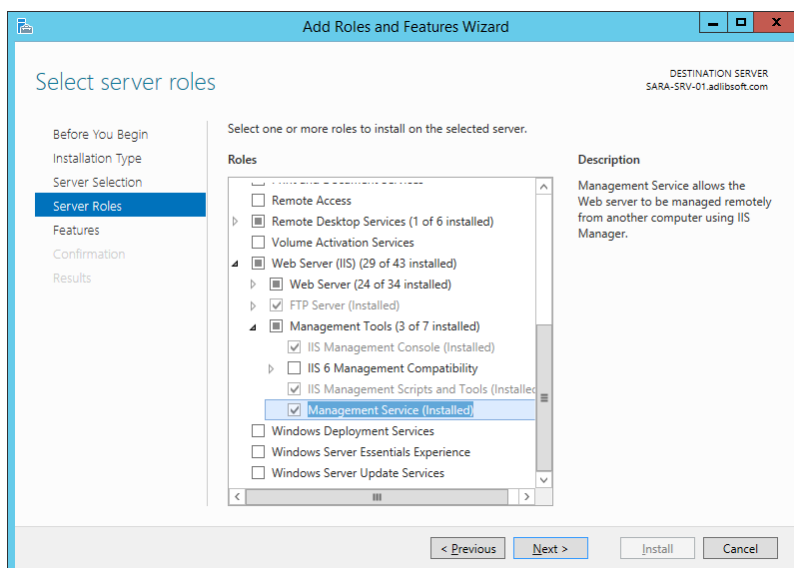 Add Roles and Features Wizard
Select server roles
DESTINATION SERVER
SARA-SRV-01.adlibsoft.com
Before You Begin
Installation Type
Server Selection
Server Roles
Features
Confirmation
Results
Select one or more roles to install on the selected server.
Roles
Remote Access
Remote Desktop Services (1 of 6 installed)
Volume Activation Services
Web Server (IIS) (29 of 43 installed)
Web Server (24 of 34 installed)
FTP Server (Installed)
Management Tools (3 of 7 installed)
IIS Management Console (Installed)
IIS 6 Management Compatibility
IIS Management Scripts and Tools (Installed
Management Service (Installed)
Windows Deployment Services
Windows Server Essentials Experience
Windows Server Update Services
Description
Management Service allows the
Web server to be managed remotely
from another computer using IIS
Manager.
< Previous
Next >
Install
Cancel